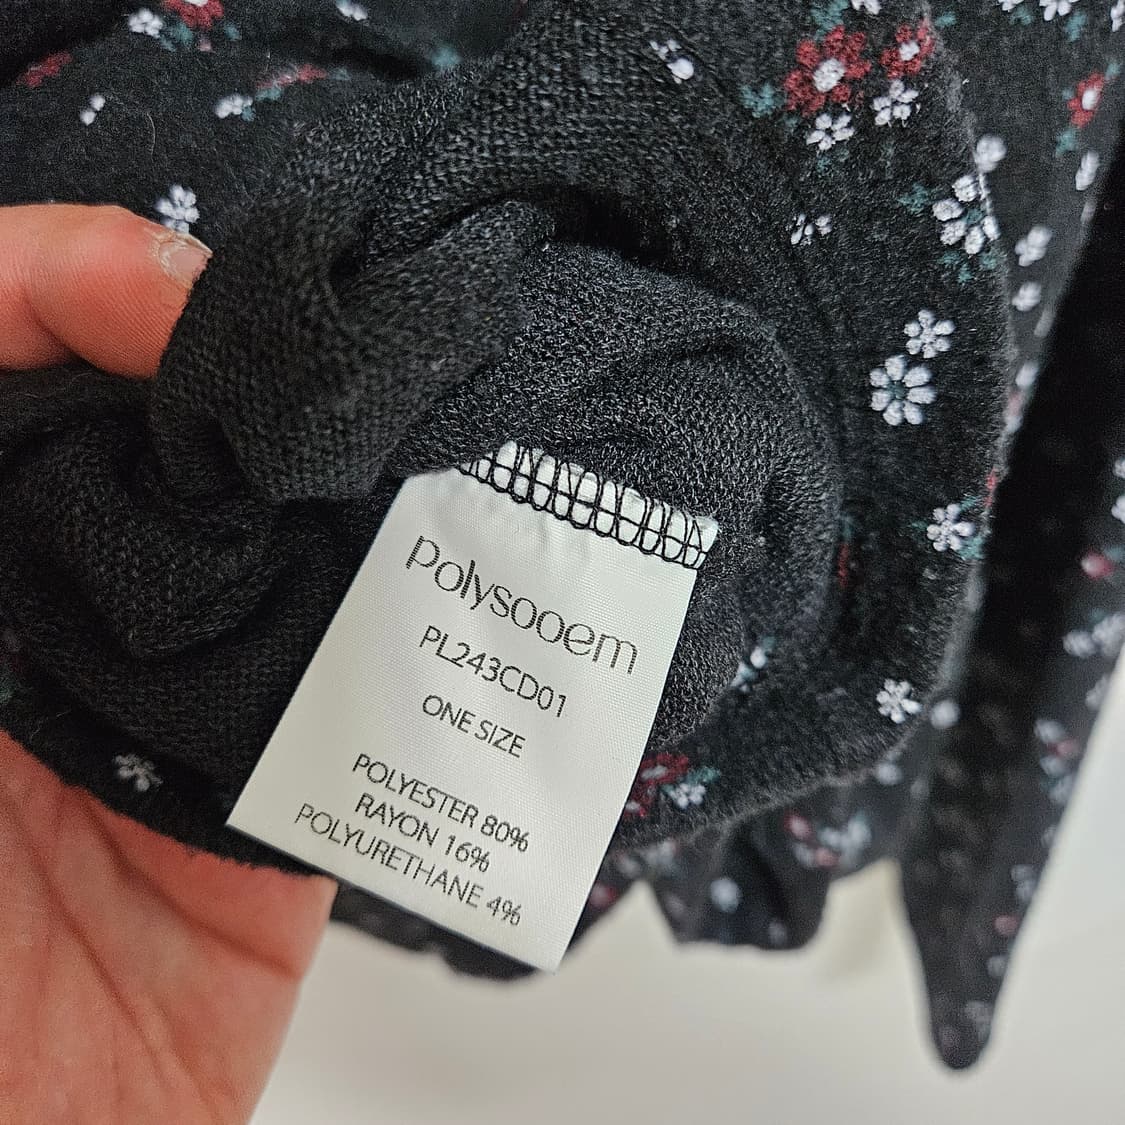 polysooem
PL243CD01
ONE SIZE
POLYESTER 80%
RAYON 16%
POLYURETHANE 4%